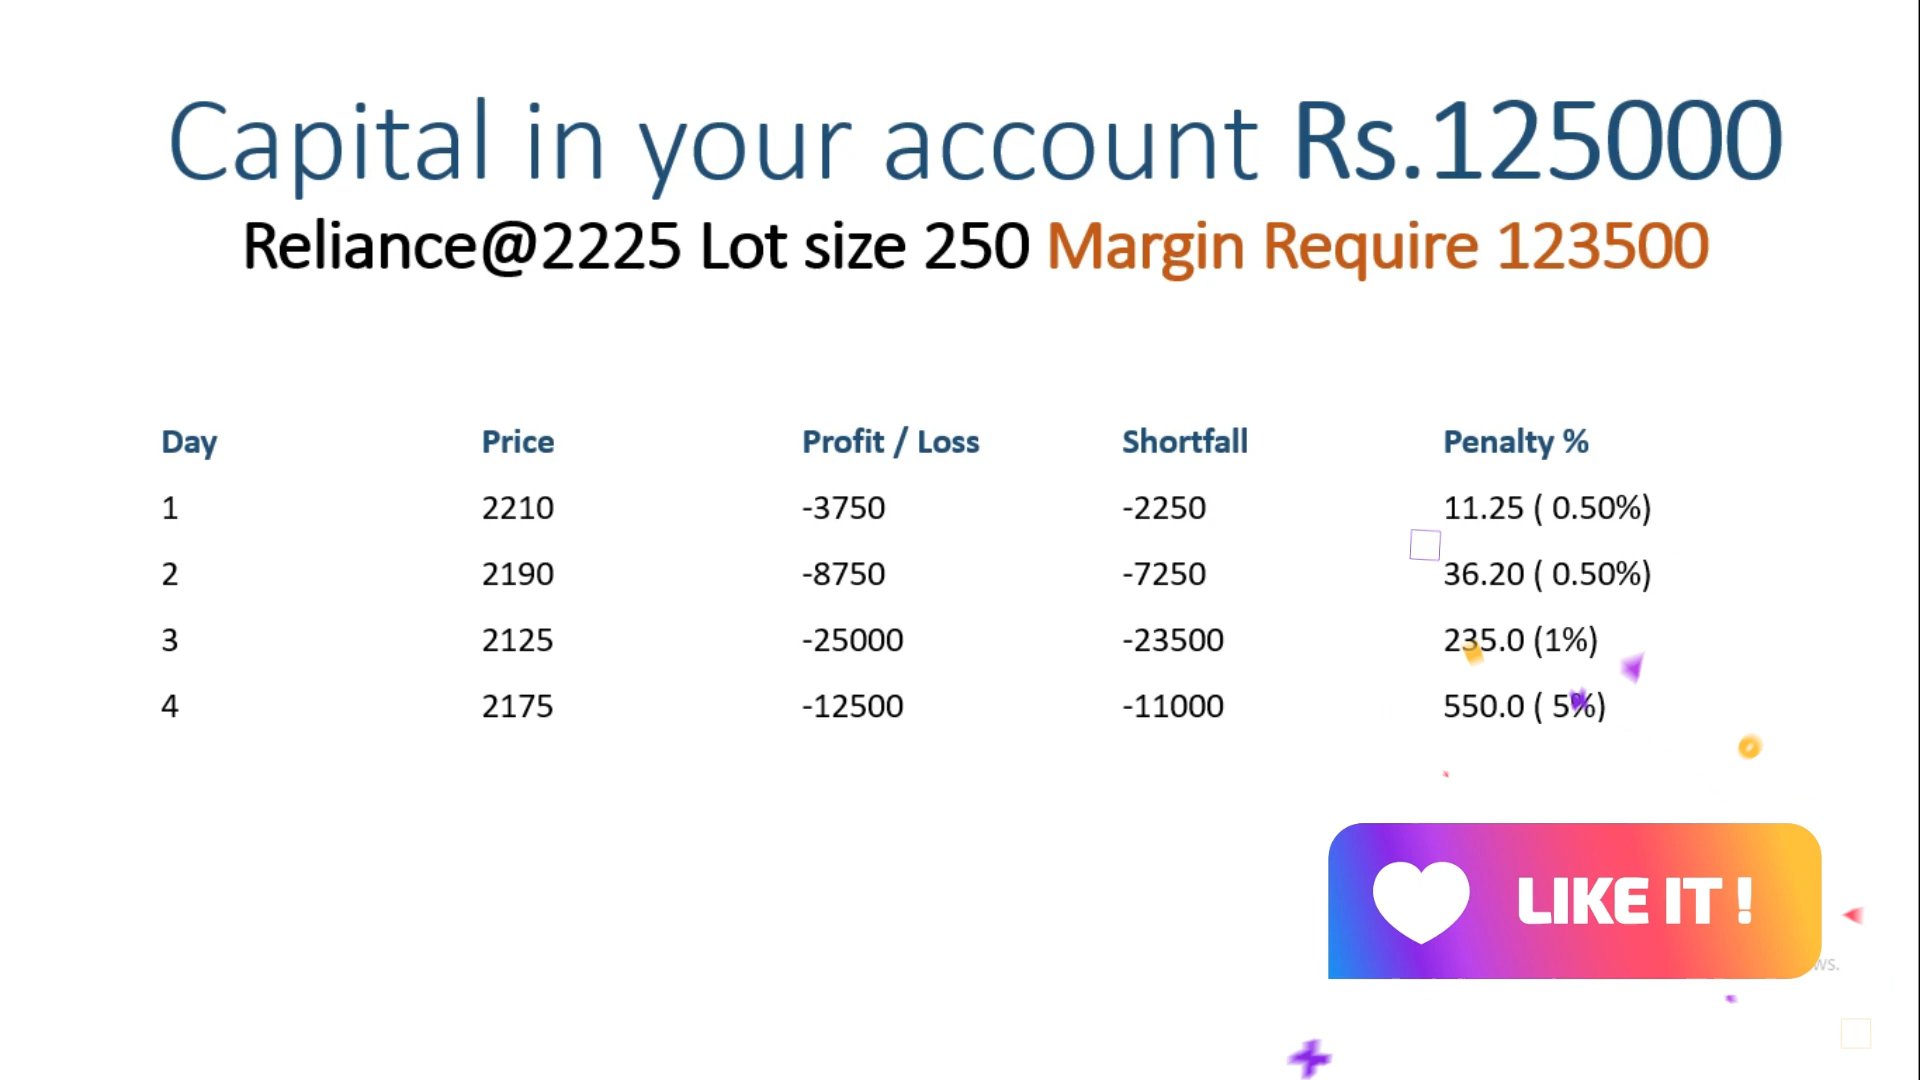 Capital in your account Rs.125000
Reliance@2225 Lot size 250 Margin Require 123500
Day Price Profit / Loss Shortfall Penalty %
1 2210 -3750 -2250 11.25 ( 0.50%)
2 2190 -8750 -7250 36.20 ( 0.50%)
3 2125 -25000 -23500 235.0 (1%)
4 2175 -12500 -11000 550.0 ( 5%)
LIKE IT !